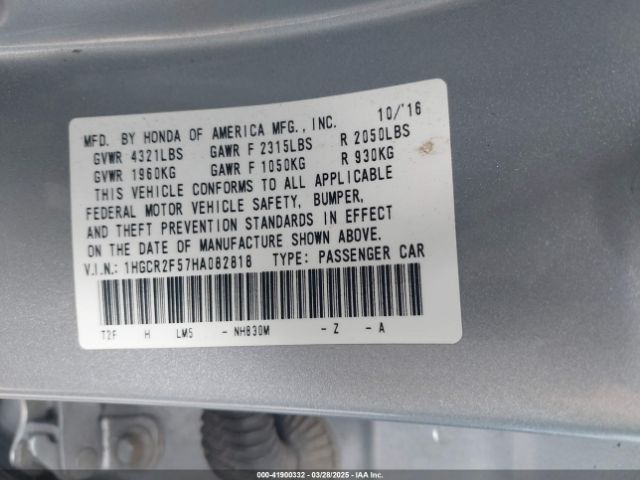 MFD. BY HONDA OF AMERICA MFG., INC. 10/'16
GVWR 4321LBS GAWR F 2315LBS R 2050LBS
GVWR 1960KG GAWR F 1050KG R 930KG
THIS VEHICLE CONFORMS TO ALL APPLICABLE
FEDERAL MOTOR VEHICLE SAFETY, BUMPER,
AND THEFT PREVENTION STANDARDS IN EFFECT
ON THE DATE OF MANUFACTURE SHOWN ABOVE.
V.I.N.: 1HGCR2F57HA082818 TYPE: PASSENGER CAR
T2F H LM5 - NH830M - Z - A
000-41900332 - 03/28/2025 - IAAI.COM